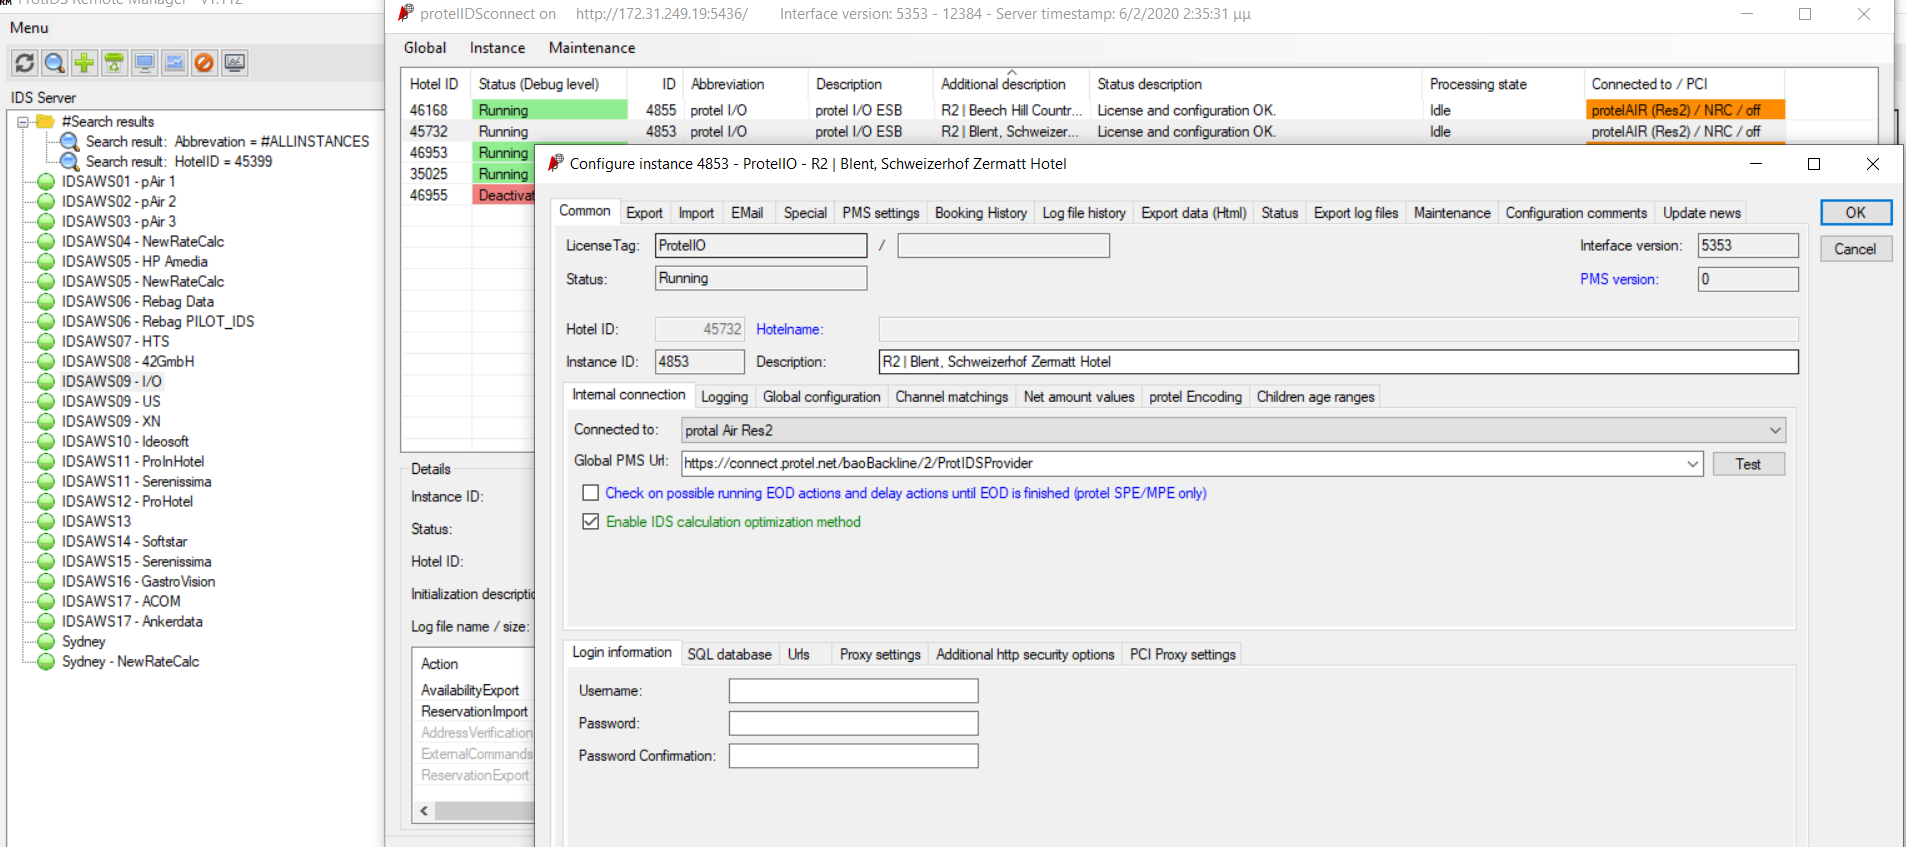 ProtIDS Remote Manager - v1.112
Menu
IDS Server
#Search results
Search result: Abbrevation = #ALLINSTANCES
Search result: HotelID = 45399
IDSAWS01 - pAir 1
IDSAWS02 - pAir 2
IDSAWS03 - pAir 3
IDSAWS04 - NewRateCalc
IDSAWS05 - HP Amedia
IDSAWS05 - NewRateCalc
IDSAWS06 - Rebag Data
IDSAWS06 - Rebag PILOT_IDS
IDSAWS07 - HTS
IDSAWS08 - 42GmbH
IDSAWS09 - I/O
IDSAWS09 - US
IDSAWS09 - XN
IDSAWS10 - Ideosoft
IDSAWS11 - ProInHotel
IDSAWS11 - Serenissima
IDSAWS12 - ProHotel
IDSAWS13
IDSAWS14 - Softstar
IDSAWS15 - Serenissima
IDSAWS16 - GastroVision
IDSAWS17 - ACOM
IDSAWS17 - Ankerdata
Sydney
Sydney - NewRateCalc
protelIDSconnect on http://172.31.249.19:5436/ Interface version: 5353 - 12384 - Server timestamp: 6/2/2020 2:35:31 μμ
Global Instance Maintenance
Hotel ID Status (Debug level) ID Abbreviation Description Additional description Status description Processing state Connected to / PCI
46168 Running 4855 protel I/O protel I/O ESB R2 | Beech Hill Countr... License and configuration OK. Idle protelAIR (Res2) / NRC / off
45732 Running 4853 protel I/O protel I/O ESB R2 | Blent, Schweizer... License and configuration OK. Idle protelAIR (Res2) / NRC / off
46953 Running
35025 Running
46955 Deactivat
Details
Instance ID:
Status:
Hotel ID:
Initialization descriptio
Log file name / size:
Action
AvailabilityExport
ReservationImport
AddressVerification
ExternalCommands
ReservationExport
Configure instance 4853 - ProtelIO - R2 | Blent, Schweizerhof Zermatt Hotel
Common Export Import EMail Special PMS settings Booking History Log file history Export data (Html) Status Export log files Maintenance Configuration comments Update news
OK
Cancel
LicenseTag: ProtelIO / Interface version: 5353
Status: Running PMS version: 0
Hotel ID: 45732 Hotelname:
Instance ID: 4853 Description: R2 | Blent, Schweizerhof Zermatt Hotel
Internal connection Logging Global configuration Channel matchings Net amount values protel Encoding Children age ranges
Connected to: protal Air Res2
Global PMS Url: https://connect.protel.net/baoBackline/2/ProtIDSProvider Test
Check on possible running EOD actions and delay actions until EOD is finished (protel SPE/MPE only)
Enable IDS calculation optimization method
Login information SQL database Urls Proxy settings Additional http security options PCI Proxy settings
Username:
Password:
Password Confirmation: